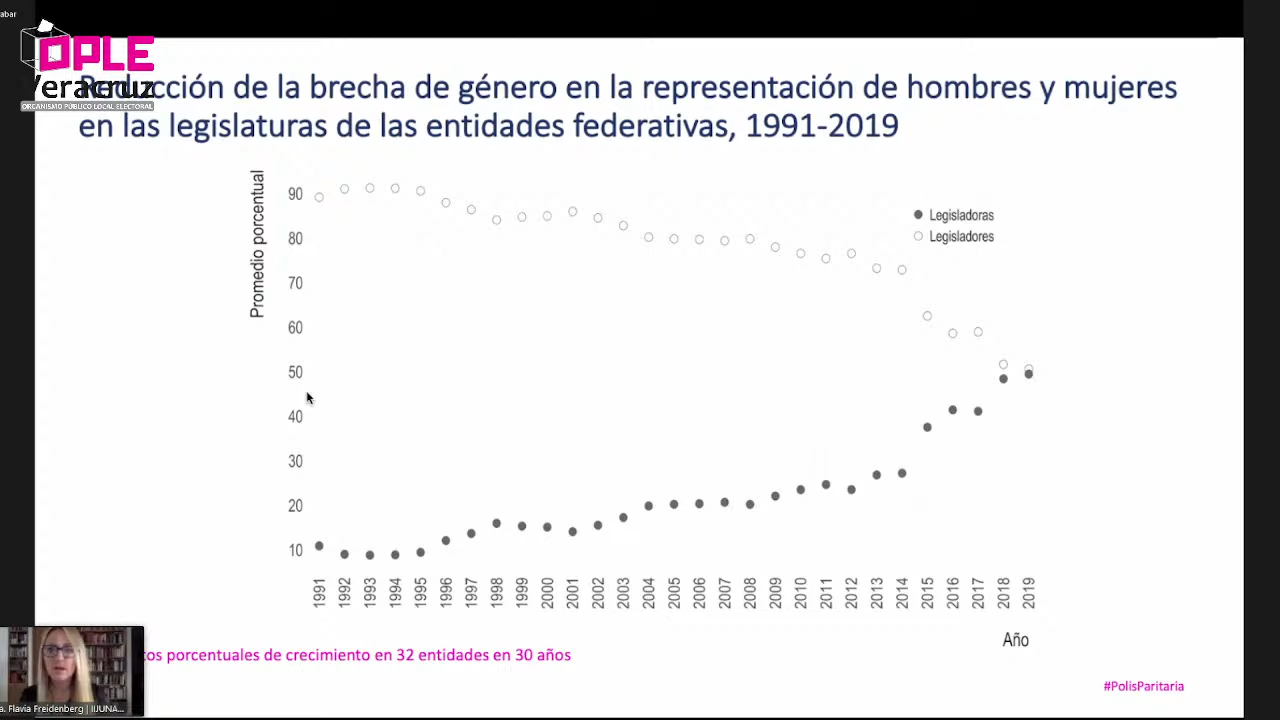 abar
OPLE
Veracruz
ORGANISMO PÚBLICO LOCAL ELECTORAL
Reducción de la brecha de género en la representación de hombres y mujeres
en las legislaturas de las entidades federativas, 1991-2019
Promedio porcentual
90
80
70
60
50
40
30
20
10
Legisladoras
Legisladores
1991 1992 1993 1994 1995 1996 1997 1998 1999 2000 2001 2002 2003 2004 2005 2006 2007 2008 2009 2010 2011 2012 2013 2014 2015 2016 2017 2018 2019
Año
tos porcentuales de crecimiento en 32 entidades en 30 años
#PolisParitaria
a. Flavia Freidenberg | IIJUNA...